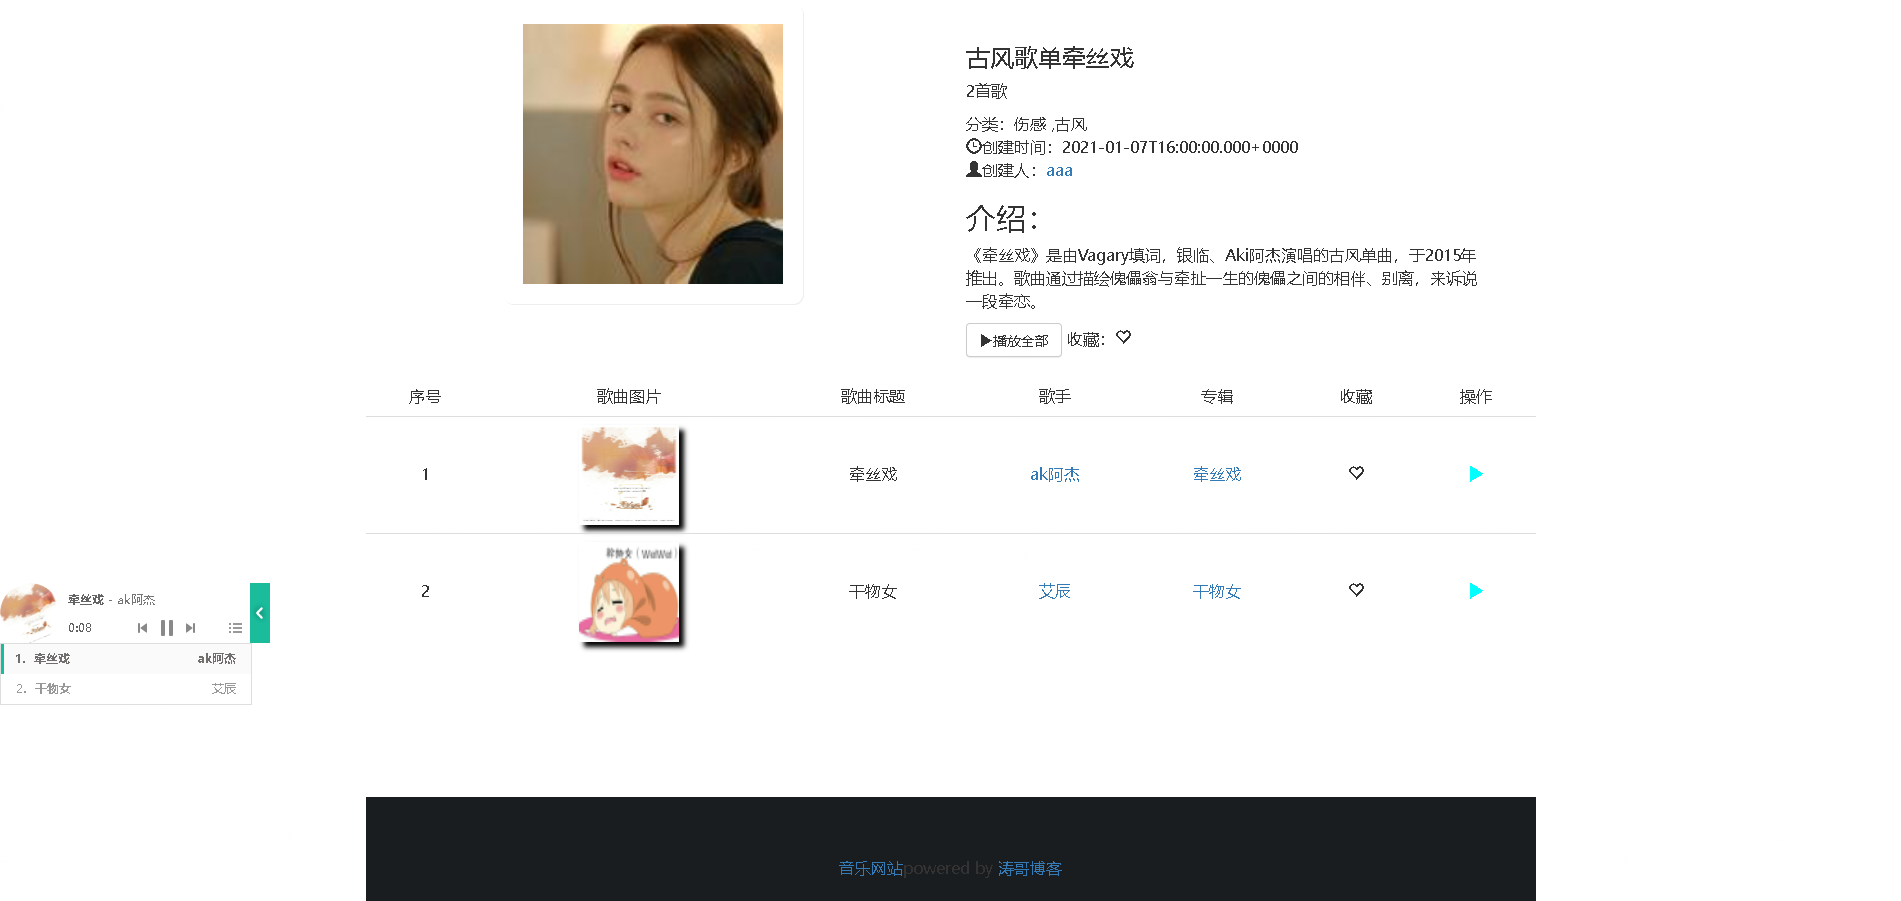 古风歌单牵丝戏
2首歌
分类：伤感 ,古风
创建时间：2021-01-07T16:00:00.000+0000
创建人：aaa
介绍：
《牵丝戏》是由Vagary填词，银临、Aki阿杰演唱的古风单曲，于2015年
推出。歌曲通过描绘傀儡翁与牵扯一生的傀儡之间的相伴、别离，来诉说
一段牵恋。
播放全部 收藏：
序号 歌曲图片 歌曲标题 歌手 专辑 收藏 操作
1 牵丝戏 ak阿杰 牵丝戏
2 干物女 艾辰 干物女
干物女（WeiWei）
牵丝戏 - ak阿杰
0:08
1. 牵丝戏 ak阿杰
2. 干物女 艾辰
音乐网站powered by 涛哥博客